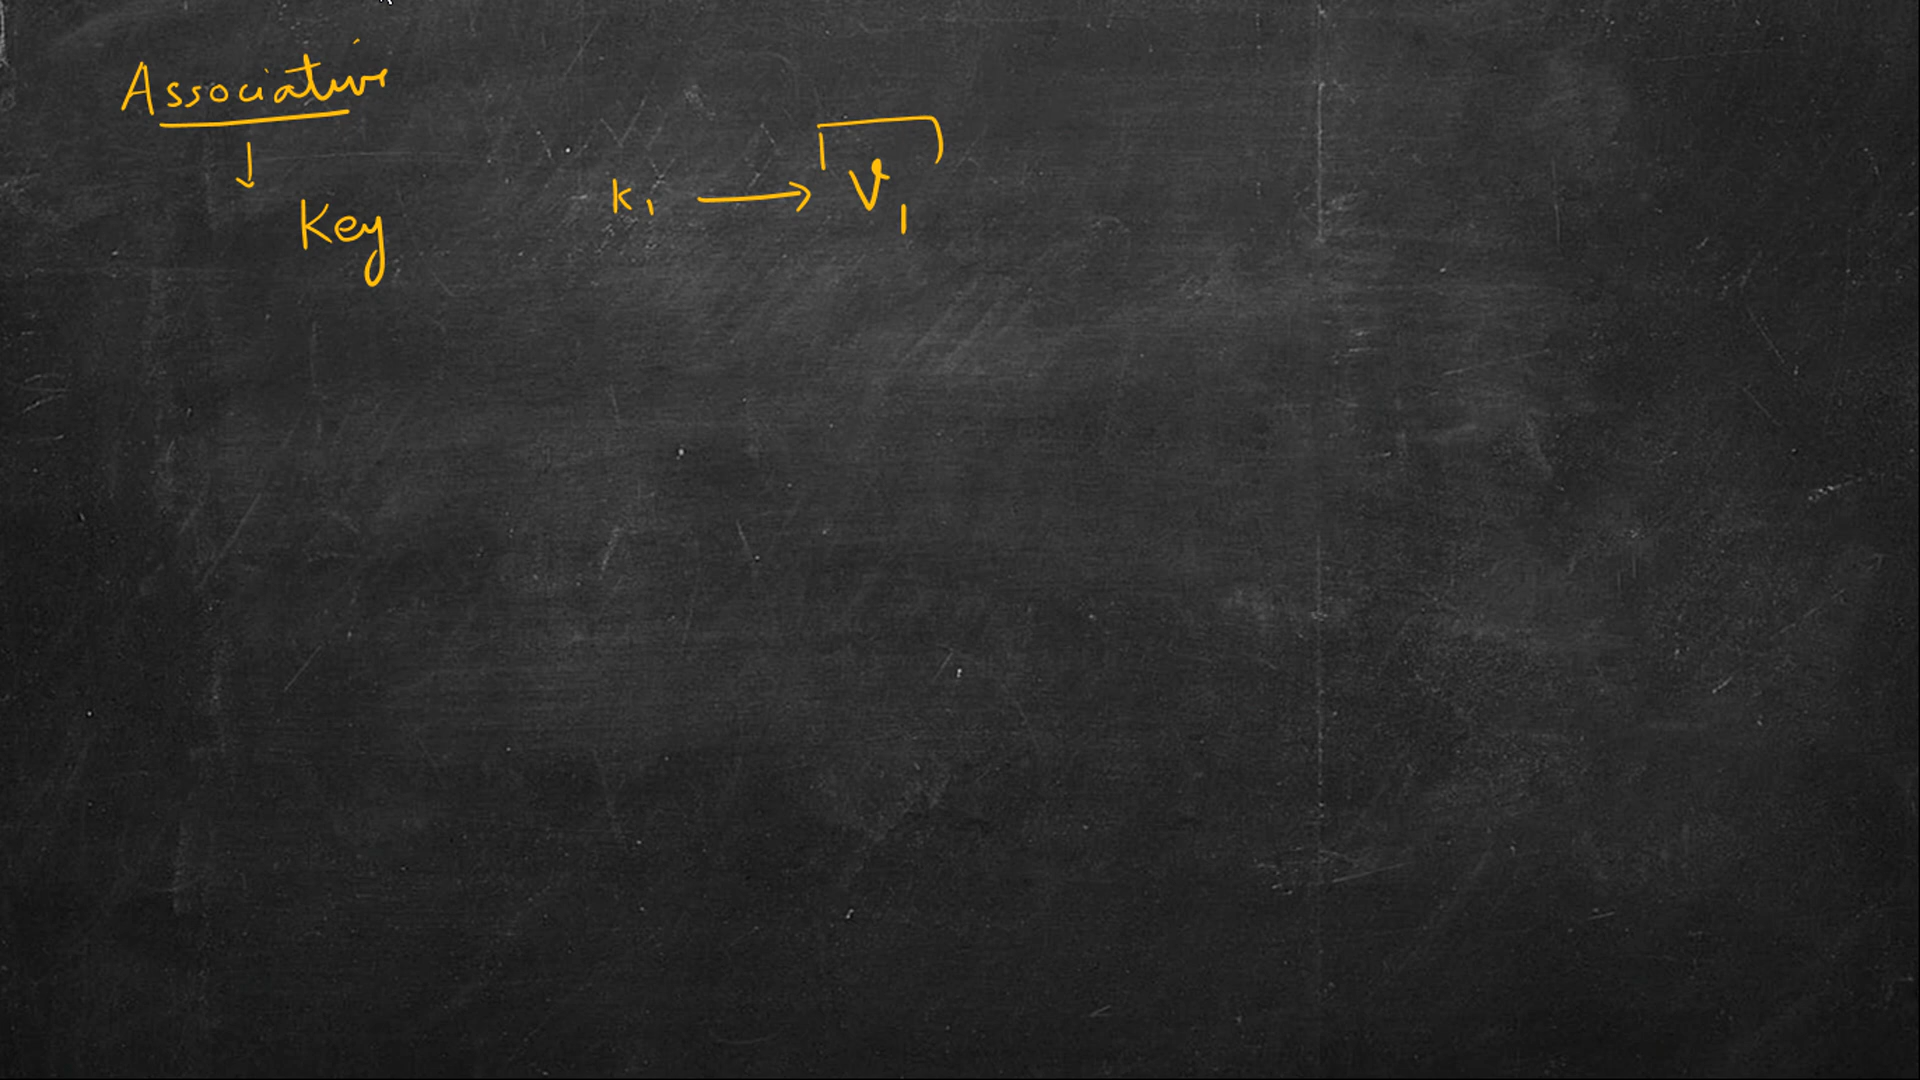 Associative
↓
Key
k₁ → V₁